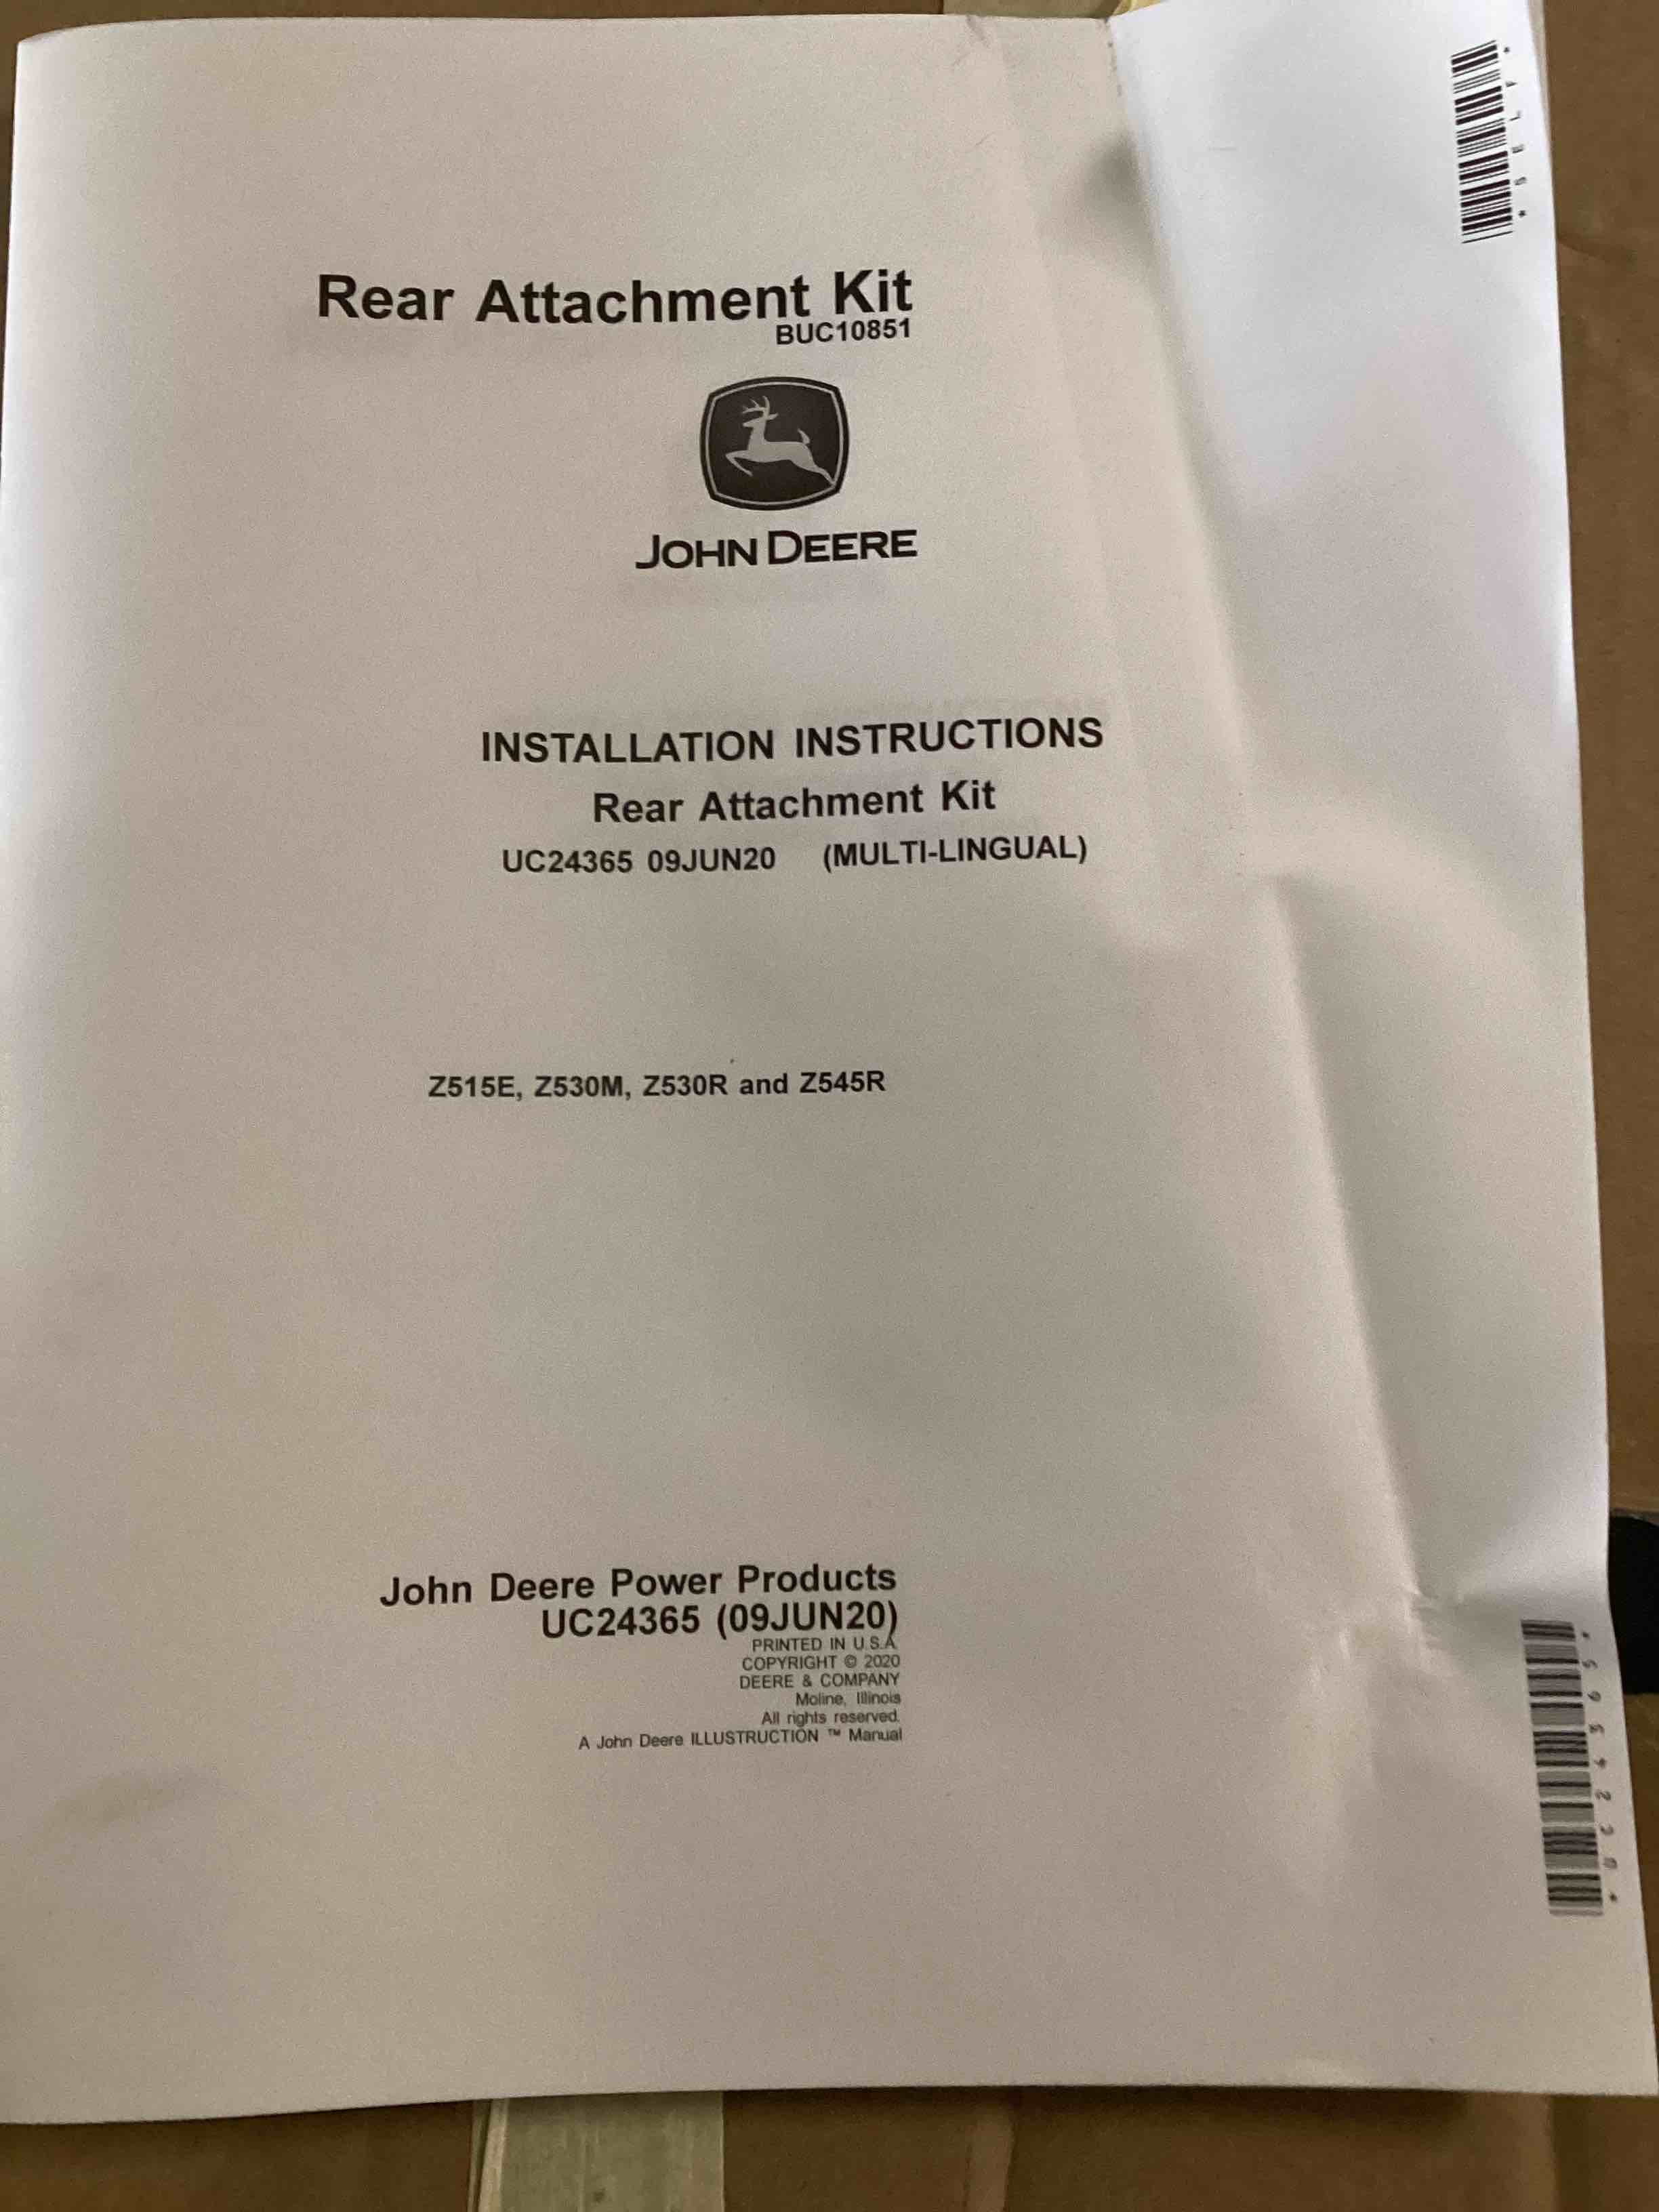 Rear Attachment Kit
BUC10851
JOHN DEERE
INSTALLATION INSTRUCTIONS
Rear Attachment Kit
UC24365 09JUN20 (MULTI-LINGUAL)
Z515E, Z530M, Z530R and Z545R
John Deere Power Products
UC24365 (09JUN20)
PRINTED IN U.S.A
COPYRIGHT © 2020
DEERE & COMPANY
Moline, Illinois
All rights reserved.
A John Deere ILLUSTRUCTION ™ Manual